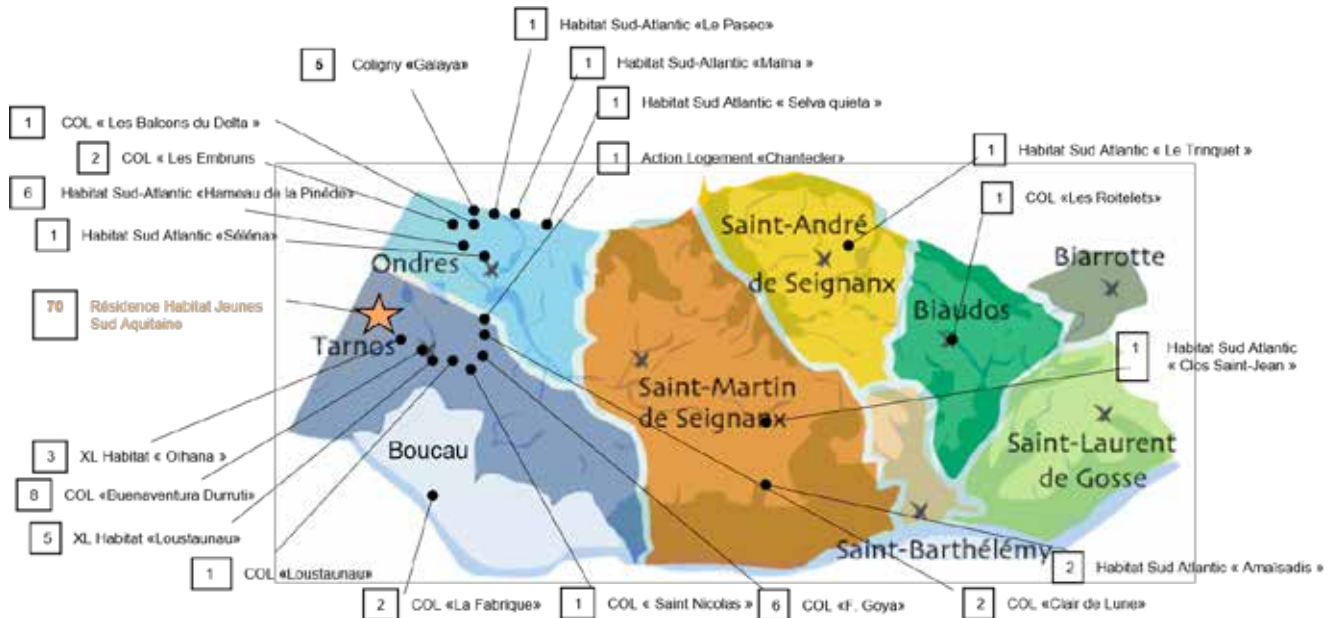 1 Habitat Sud-Atlantic «Le Paseo»
5 Coligny «Galaya»
1 Habitat Sud-Atlantic «Maïna »
1 Habitat Sud Atlantic « Selva quieta »
1 COL « Les Balcons du Delta »
2 COL « Les Embruns
1 Action Logement «Chantecler»
1 Habitat Sud Atlantic « Le Trinquet »
6 Habitat Sud-Atlantic «Hameau de la Pinède»
1 COL «Les Roitelets»
1 Habitat Sud Atlantic «Séléna»
Saint-André
de Seignanx
Ondres
Biarrotte
70 Résidence Habitat Jeunes
Sud Aquitaine
Biaudos
Tarnos
1 Habitat Sud Atlantic
« Clos Saint-Jean »
Saint-Martin
de Seignanx
Saint-Laurent
de Gosse
Boucau
3 XL Habitat « Olhana »
8 COL «Buenaventura Durruti»
5 XL Habitat «Loustaunau»
Saint-Barthélémy
1 COL «Loustaunau»
2 Habitat Sud Atlantic « Amaïsadis »
2 COL «La Fabrique»
1 COL « Saint Nicolas »
6 COL «F. Goya»
2 COL «Clair de Lune»